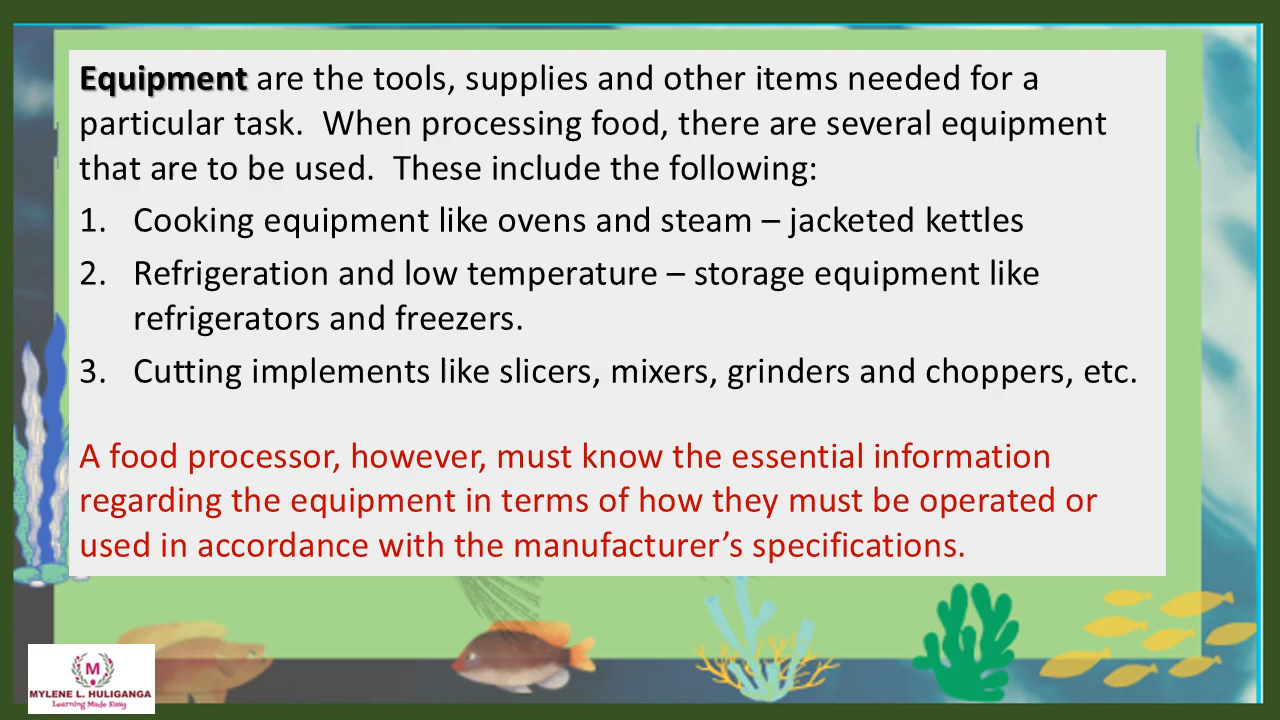 Equipment are the tools, supplies and other items needed for a
particular task.  When processing food, there are several equipment
that are to be used.  These include the following:
1. Cooking equipment like ovens and steam – jacketed kettles
2. Refrigeration and low temperature – storage equipment like
refrigerators and freezers.
3. Cutting implements like slicers, mixers, grinders and choppers, etc.
A food processor, however, must know the essential information
regarding the equipment in terms of how they must be operated or
used in accordance with the manufacturer’s specifications.
M
MYLENE L. HULIGANGA
Learning Made Easy